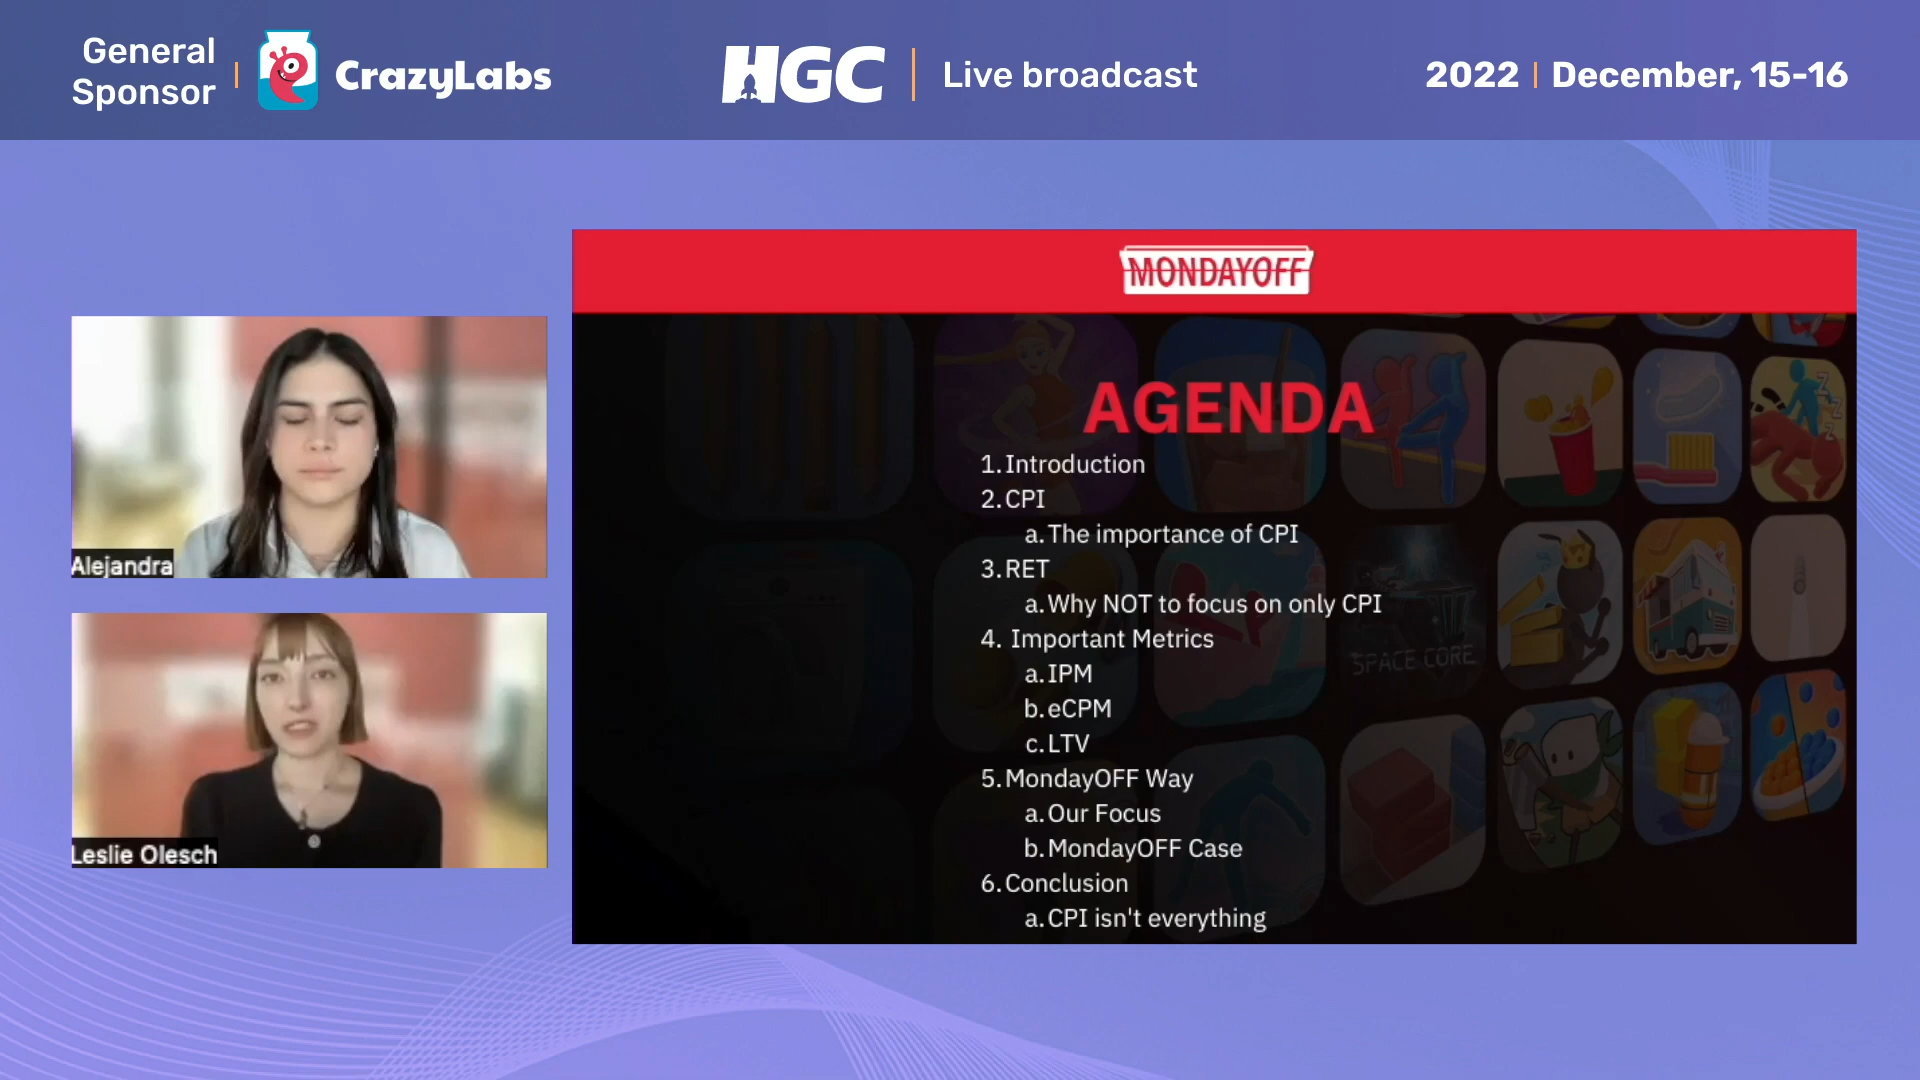 General
Sponsor
CrazyLabs
HGC
Live broadcast
2022
December, 15-16
MONDAYOFF
AGENDA
1. Introduction
2. CPI
a. The importance of CPI
3. RET
a. Why NOT to focus on only CPI
4. Important Metrics
a. IPM
b. eCPM
c. LTV
5. MondayOFF Way
a. Our Focus
b. MondayOFF Case
6. Conclusion
a. CPI isn't everything
SPACE CORE
Z
Z
Z
Alejandra
Leslie Olesch